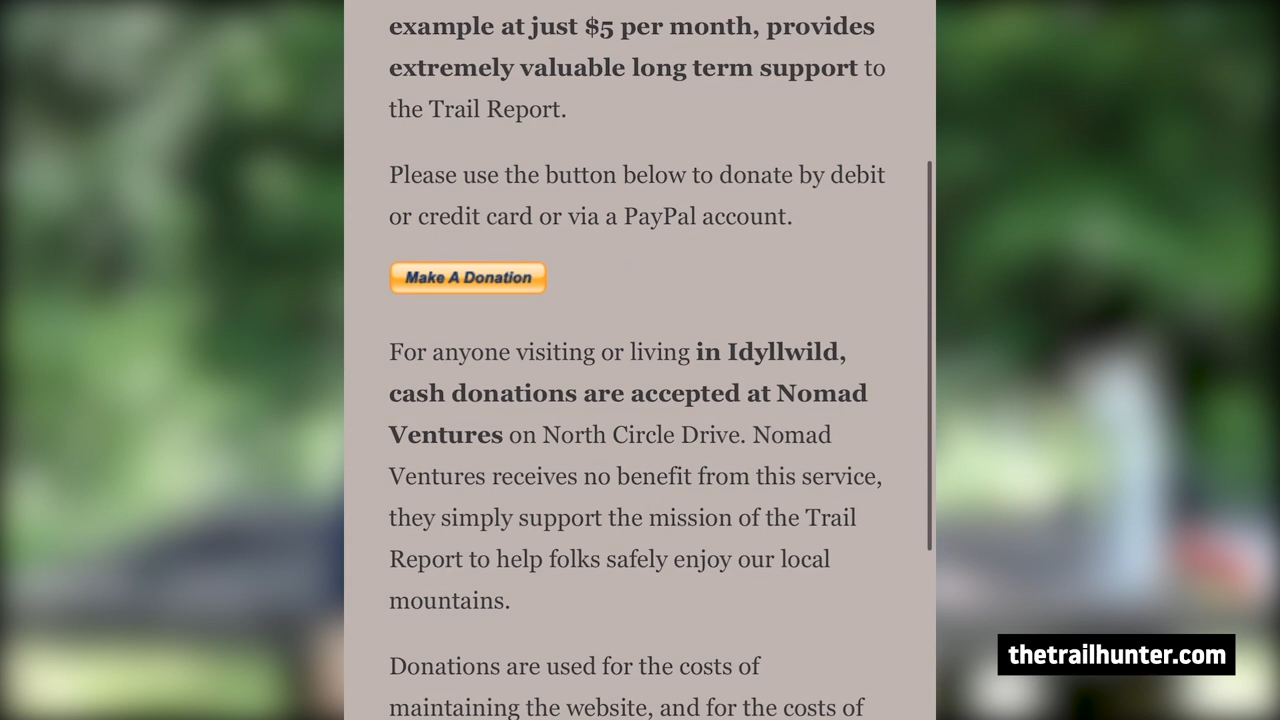 example at just $5 per month, provides
extremely valuable long term support to
the Trail Report.
Please use the button below to donate by debit
or credit card or via a PayPal account.
Make A Donation
For anyone visiting or living in Idyllwild,
cash donations are accepted at Nomad
Ventures on North Circle Drive. Nomad
Ventures receives no benefit from this service,
they simply support the mission of the Trail
Report to help folks safely enjoy our local
mountains.
Donations are used for the costs of
maintaining the website, and for the costs of
thetrailhunter.com